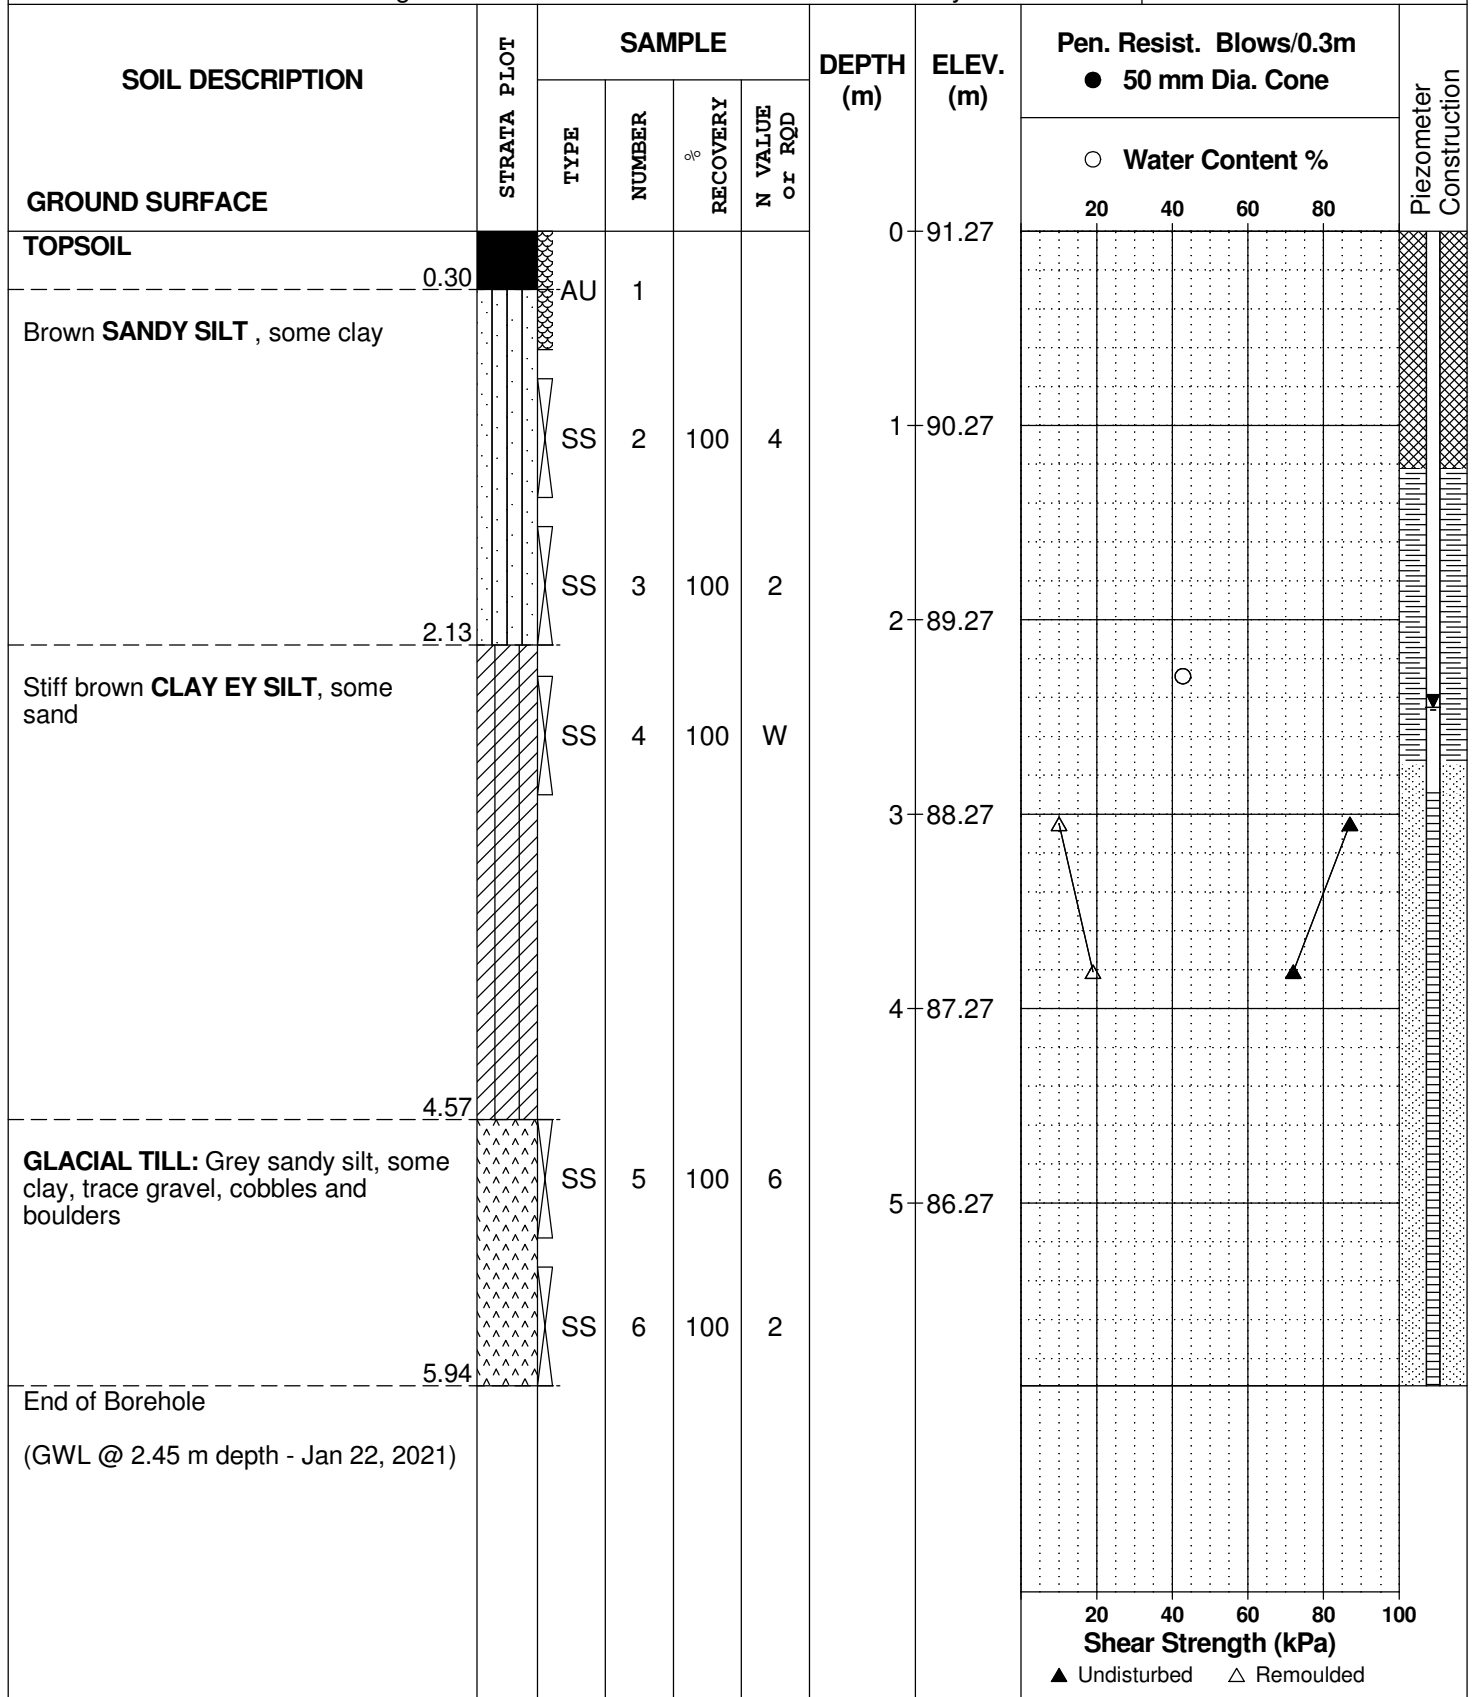 SOIL DESCRIPTION
GROUND SURFACE
STRATA PLOT
SAMPLE
TYPE
NUMBER
%
RECOVERY
N VALUE
or RQD
DEPTH
(m)
ELEV.
(m)
Pen. Resist. Blows/0.3m
● 50 mm Dia. Cone
○ Water Content %
20 40 60 80
Piezometer
Construction
TOPSOIL
0.30
AU 1
0 91.27
Brown SANDY SILT , some clay
SS 2 100 4
1 90.27
SS 3 100 2
2 89.27
2.13
Stiff brown CLAY EY SILT, some
sand
SS 4 100 W
3 88.27
4 87.27
4.57
GLACIAL TILL: Grey sandy silt, some
clay, trace gravel, cobbles and
boulders
SS 5 100 6
5 86.27
SS 6 100 2
5.94
End of Borehole
(GWL @ 2.45 m depth - Jan 22, 2021)
20 40 60 80 100
Shear Strength (kPa)
▲ Undisturbed △ Remoulded